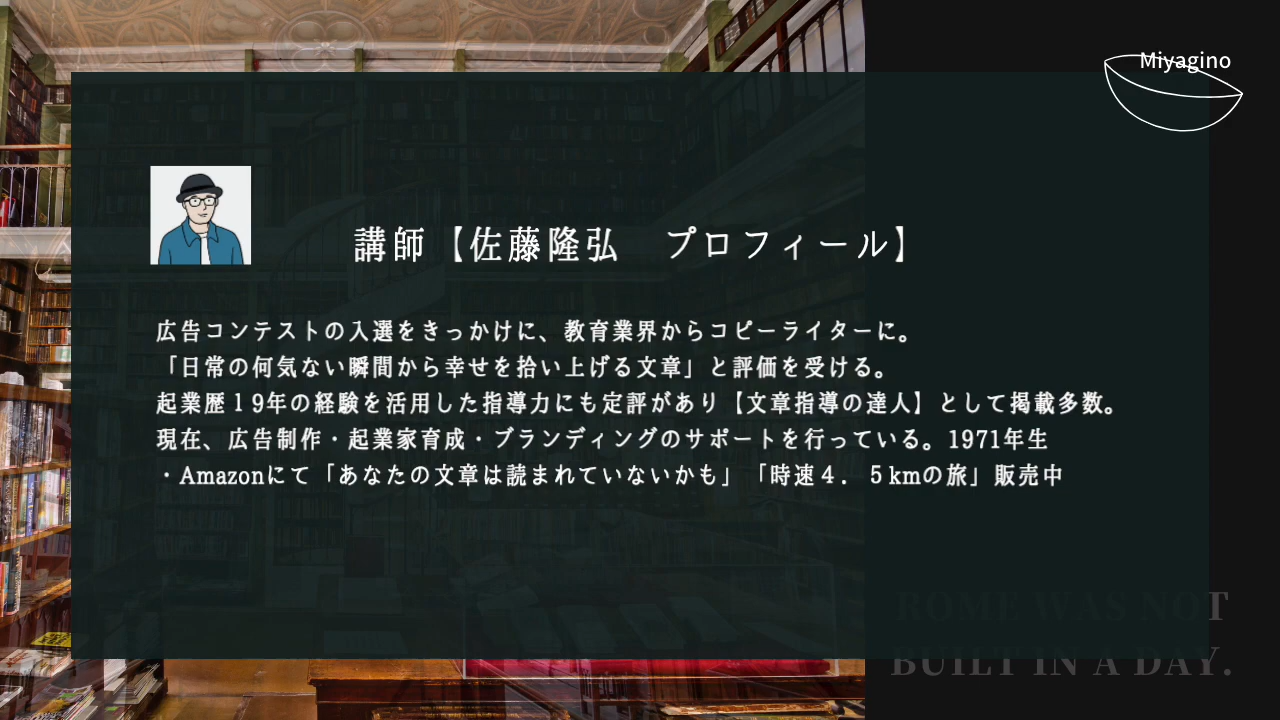 Miyagino
講師【佐藤隆弘　プロフィール】
広告コンテストの入選をきっかけに、教育業界からコピーライターに。
「日常の何気ない瞬間から幸せを拾い上げる文章」と評価を受ける。
起業歴１9年の経験を活用した指導力にも定評があり【文章指導の達人】として掲載多数。
現在、広告制作・起業家育成・ブランディングのサポートを行っている。1971年生
・Amazonにて「あなたの文章は読まれていないかも」「時速４．５kmの旅」販売中
ROME WAS NOT
BUILT IN A DAY.